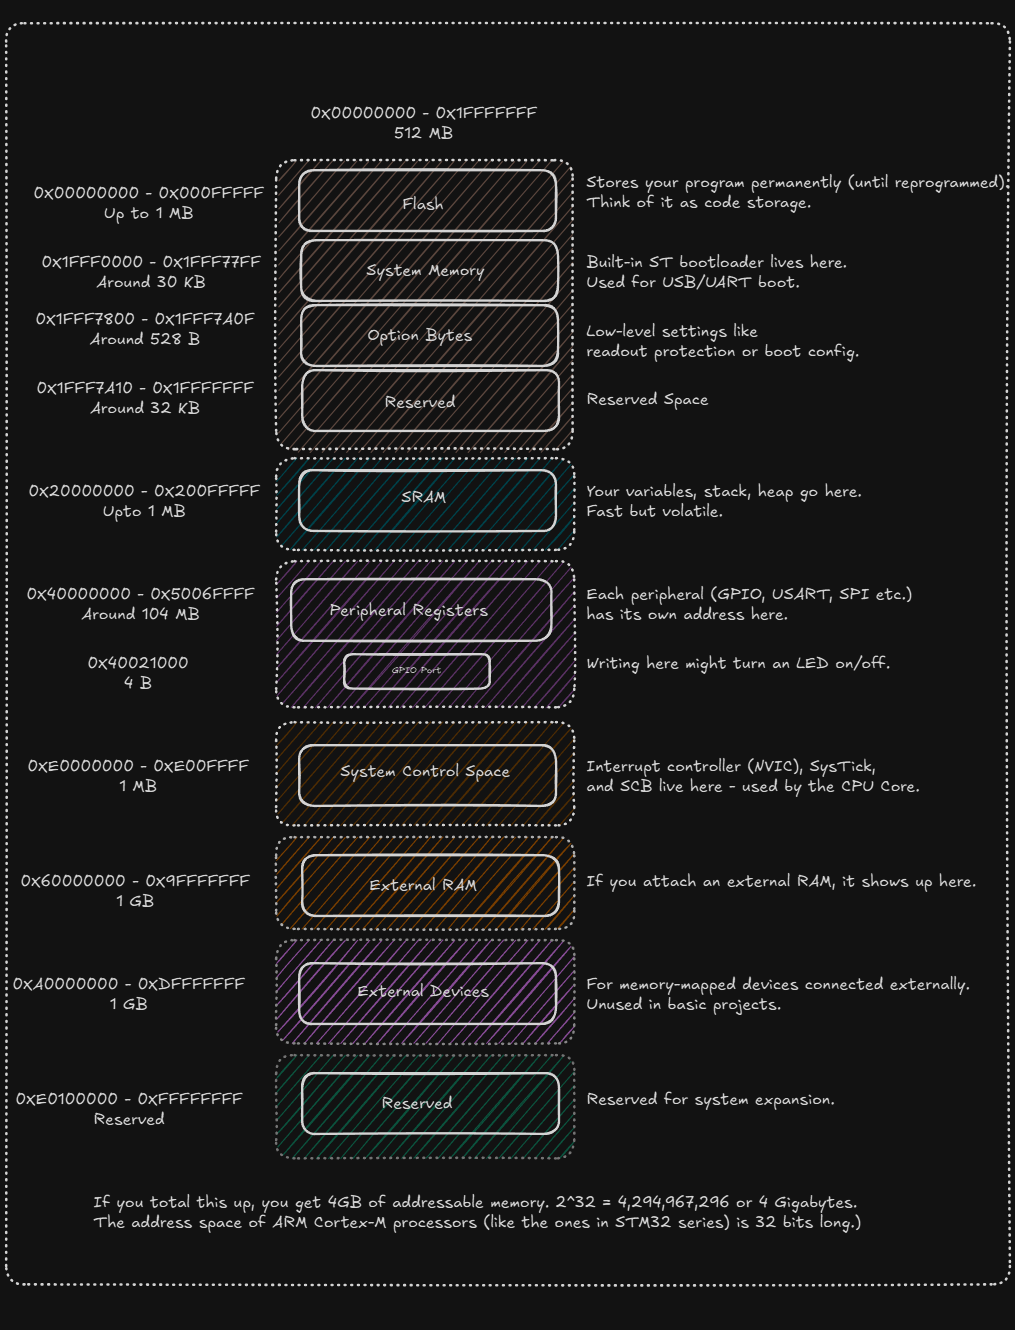 0x00000000 - 0x1FFFFFFF
512 MB
0x00000000 - 0x000FFFFF
Up to 1 MB
Flash
Stores your program permanently (until reprogrammed).
Think of it as code storage.
0x1FFF0000 - 0x1FFF77FF
Around 30 KB
System Memory
Built-in ST bootloader lives here.
Used for USB/UART boot.
0x1FFF7800 - 0x1FFF7A0F
Around 528 B
Option Bytes
Low-level settings like
readout protection or boot config.
0x1FFF7A10 - 0x1FFFFFFF
Around 32 KB
Reserved
Reserved Space
0x20000000 - 0x200FFFFF
Upto 1 MB
SRAM
Your variables, stack, heap go here.
Fast but volatile.
0x40000000 - 0x5006FFFF
Around 104 MB
Peripheral Registers
Each peripheral (GPIO, USART, SPI etc.)
has its own address here.
0x40021000
4 B
GPIO Port
Writing here might turn an LED on/off.
0xE0000000 - 0xE00FFFF
1 MB
System Control Space
Interrupt controller (NVIC), SysTick,
and SCB live here - used by the CPU Core.
0x60000000 - 0x9FFFFFFF
1 GB
External RAM
If you attach an external RAM, it shows up here.
0xA0000000 - 0xDFFFFFFF
1 GB
External Devices
For memory-mapped devices connected externally.
Unused in basic projects.
0xE0100000 - 0xFFFFFFFF
Reserved
Reserved
Reserved for system expansion.
If you total this up, you get 4GB of addressable memory. 2^32 = 4,294,967,296 or 4 Gigabytes.
The address space of ARM Cortex-M processors (like the ones in STM32 series) is 32 bits long.)